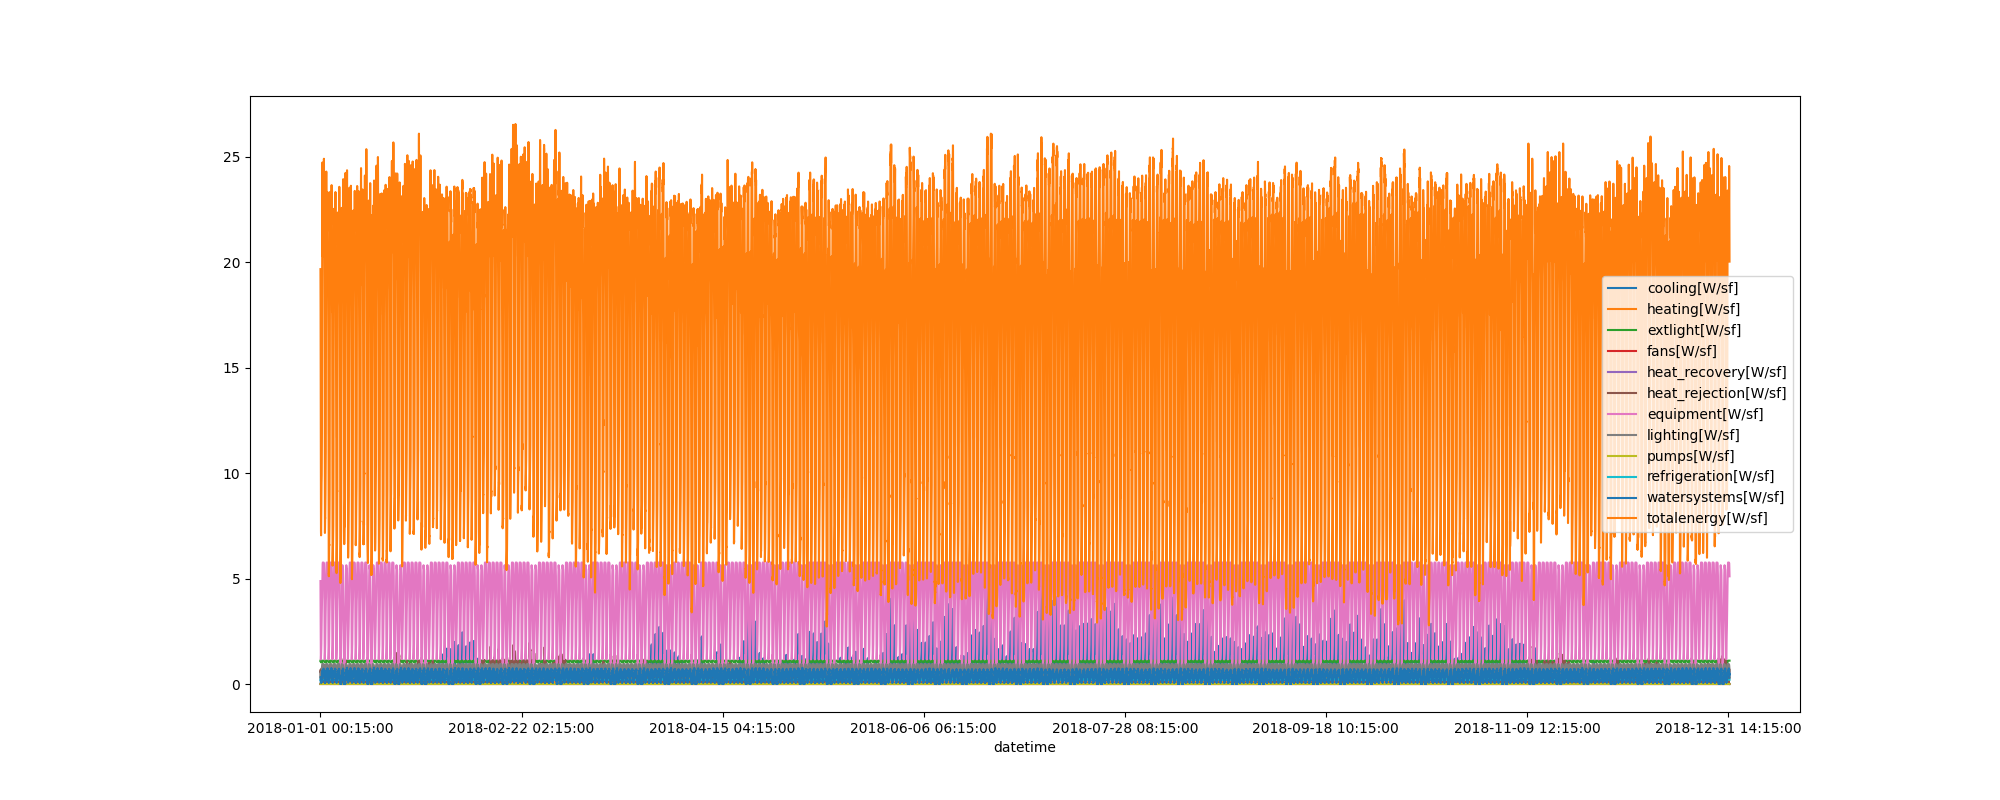 25
20
15
10
5
0
cooling[W/sf]
heating[W/sf]
extlight[W/sf]
fans[W/sf]
heat_recovery[W/sf]
heat_rejection[W/sf]
equipment[W/sf]
lighting[W/sf]
pumps[W/sf]
refrigeration[W/sf]
watersystems[W/sf]
totalenergy[W/sf]
2018-01-01 00:15:00 2018-02-22 02:15:00 2018-04-15 04:15:00 2018-06-06 06:15:00 2018-07-28 08:15:00 2018-09-18 10:15:00 2018-11-09 12:15:00 2018-12-31 14:15:00
datetime